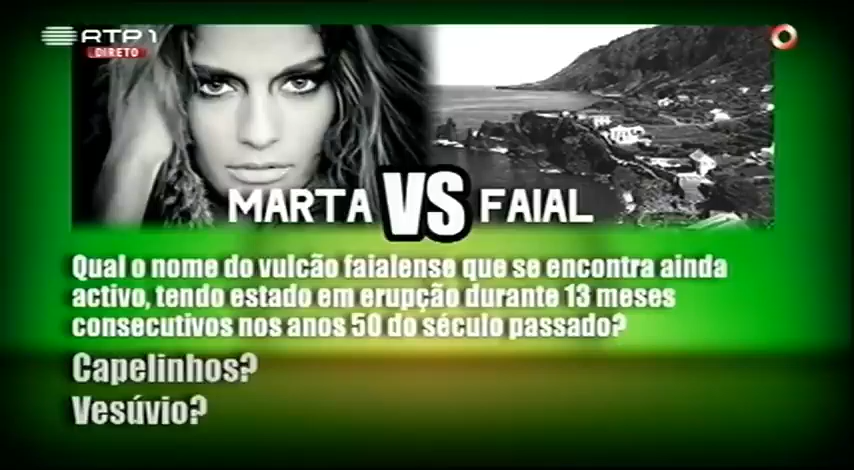 RTP 1
DIRETO
MARTA VS FAIAL
Qual o nome do vulcão faialense que se encontra ainda
activo, tendo estado em erupção durante 13 meses
consecutivos nos anos 50 do século passado?
Capelinhos?
Vesúvio?